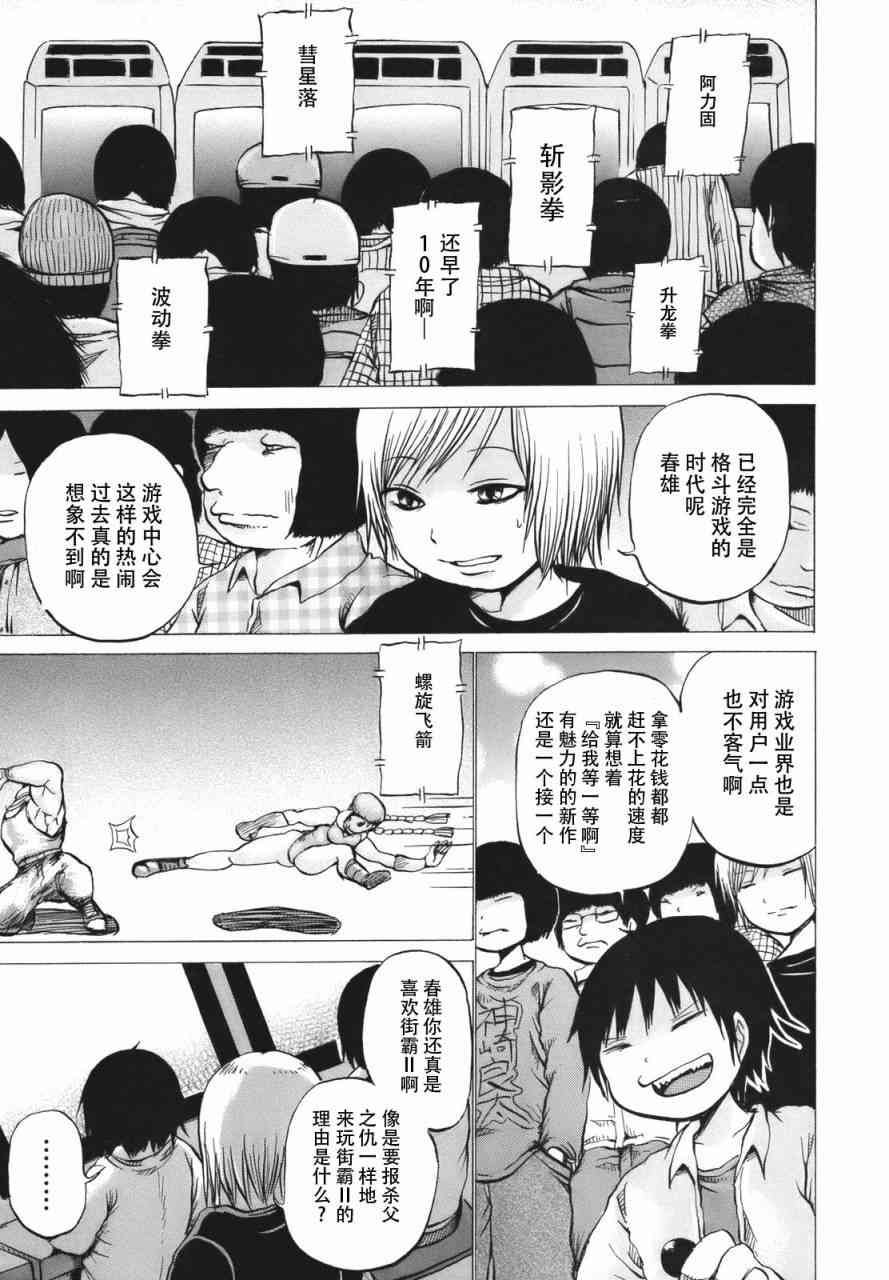 阿力固
斩影拳
升龙拳
彗星落
还早了
10年啊—
波动拳
已经完全是
格斗游戏的
时代呢
春雄
游戏中心会
这样的热闹
过去真的是
想象不到啊
游戏业界也是
对用户一点
也不客气啊
拿零花钱都都
赶不上花的速度
就算想着
『给我等一等啊』
有魅力的的新作
还是一个接一个
神崎良太
螺旋飞箭
春雄你还真是
喜欢街霸II啊
像是要报杀父
之仇一样地
来玩街霸II的
理由是什么?
………